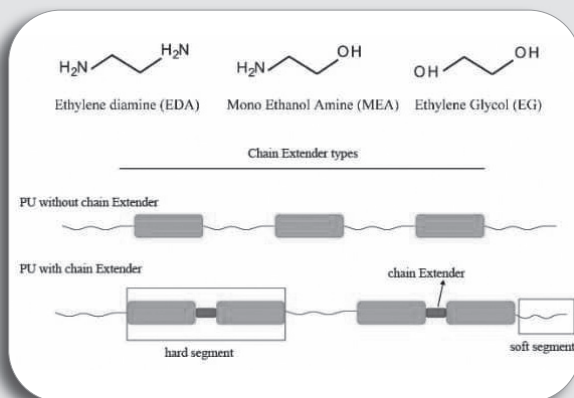 H₂N
H₂N
H₂N
OH
OH
OH
Ethylene diamine (EDA)
Mono Ethanol Amine (MEA)
Ethylene Glycol (EG)
Chain Extender types
PU without chain Extender
PU with chain Extender
chain Extender
hard segment
soft segment